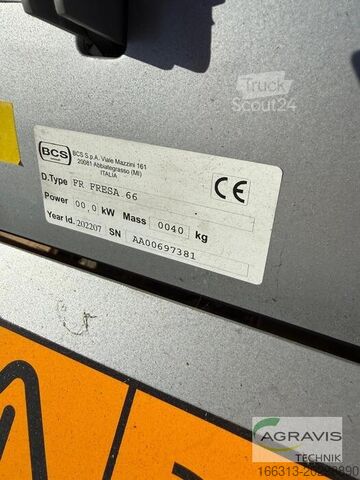 Truck
Scout24
BCS
BCS S.p.A. Viale Mazzini 161
20081 Abbiategrasso (MI)
ITALIA
D.Type FR FRESA 66
Power 00,0 kW Mass 0040 kg
Year Id. 202207 SN AA00697381
CE
AGRAVIS
TECHNIK